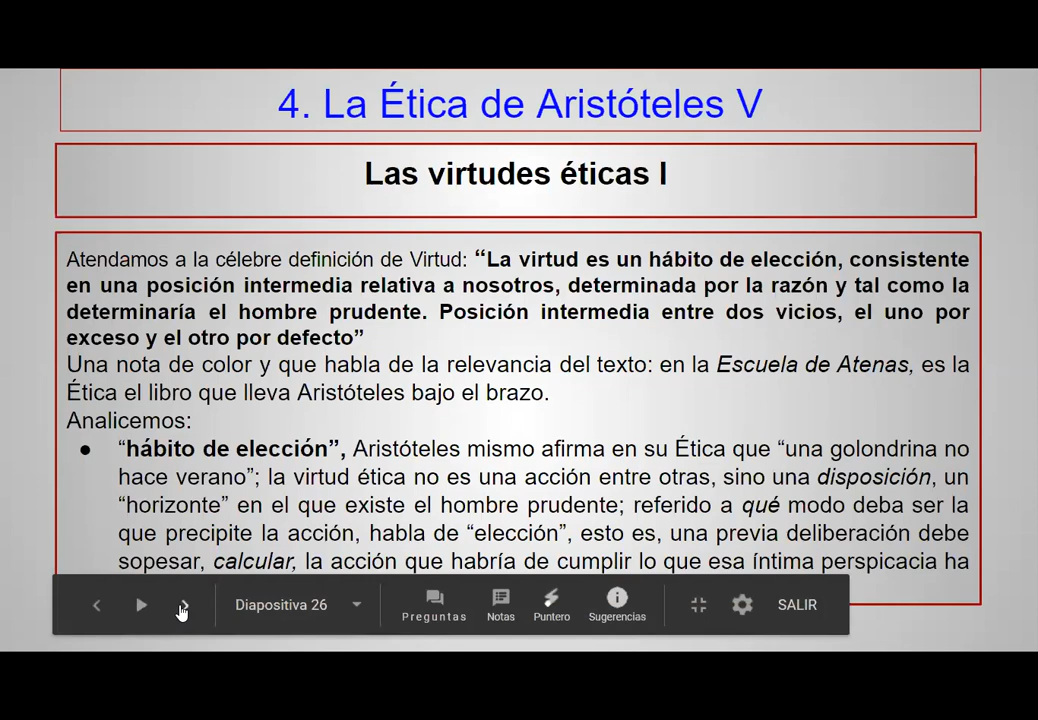 4. La Ética de Aristóteles V
Las virtudes éticas I
Atendamos a la célebre definición de Virtud: “La virtud es un hábito de elección, consistente
en una posición intermedia relativa a nosotros, determinada por la razón y tal como la
determinaría el hombre prudente. Posición intermedia entre dos vicios, el uno por
exceso y el otro por defecto”
Una nota de color y que habla de la relevancia del texto: en la Escuela de Atenas, es la
Ética el libro que lleva Aristóteles bajo el brazo.
Analicemos:
● “hábito de elección”, Aristóteles mismo afirma en su Ética que “una golondrina no
hace verano”; la virtud ética no es una acción entre otras, sino una disposición, un
“horizonte” en el que existe el hombre prudente; referido a qué modo deba ser la
que precipite la acción, habla de “elección”, esto es, una previa deliberación debe
sopesar, calcular, la acción que habría de cumplir lo que esa íntima perspicacia ha
Diapositiva 26
Preguntas
Notas
Puntero
Sugerencias
SALIR